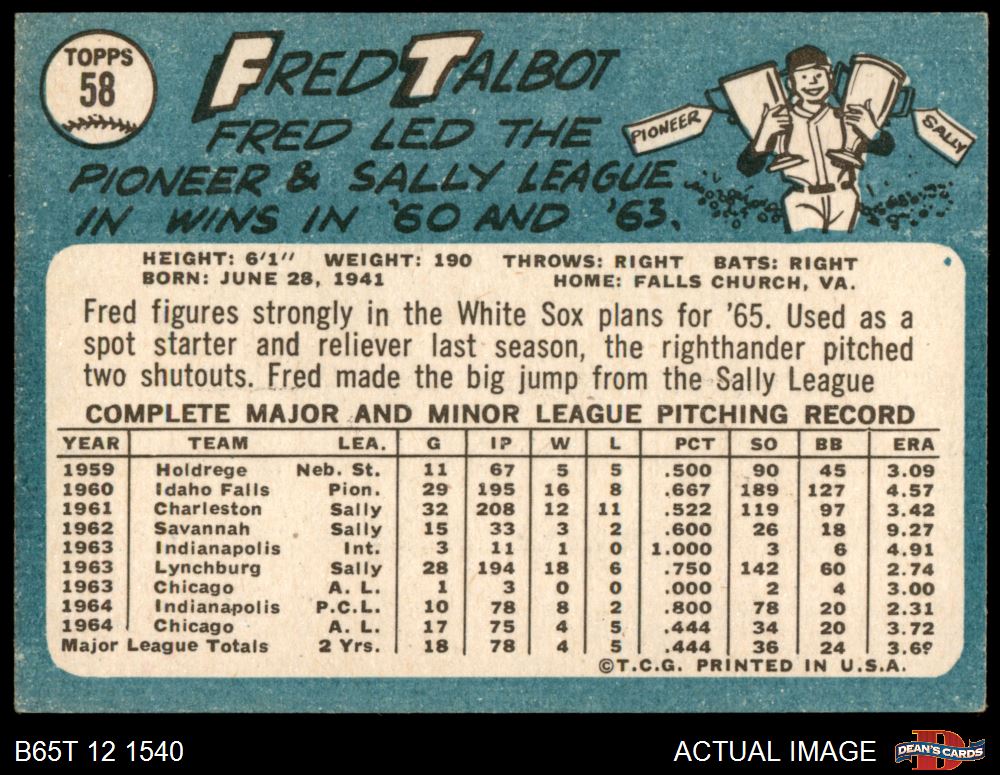 TOPPS
58
FRED TALBOT
FRED LED THE
PIONEER & SALLY LEAGUE
IN WINS IN '60 AND '63.
PIONEER
SALLY
HEIGHT: 6'1" WEIGHT: 190 THROWS: RIGHT BATS: RIGHT
BORN: JUNE 28, 1941 HOME: FALLS CHURCH, VA.
Fred figures strongly in the White Sox plans for '65. Used as a
spot starter and reliever last season, the righthander pitched
two shutouts. Fred made the big jump from the Sally League
COMPLETE MAJOR AND MINOR LEAGUE PITCHING RECORD
YEAR TEAM LEA. G IP W L PCT SO BB ERA
1959 Holdrege Neb. St. 11 67 5 5 .500 90 45 3.09
1960 Idaho Falls Pion. 29 195 16 8 .667 189 127 4.57
1961 Charleston Sally 32 208 12 11 .522 119 97 3.42
1962 Savannah Sally 15 33 3 2 .600 26 18 9.27
1963 Indianapolis Int. 3 11 1 0 1.000 3 6 4.91
1963 Lynchburg Sally 28 194 18 6 .750 142 60 2.74
1963 Chicago A. L. 1 3 0 0 .000 2 4 3.00
1964 Indianapolis P.C.L. 10 78 8 2 .800 78 20 2.31
1964 Chicago A. L. 17 75 4 5 .444 34 20 3.72
Major League Totals 2 Yrs. 18 78 4 5 .444 36 24 3.69
©T.C.G. PRINTED IN U.S.A.
B65T 12 1540
ACTUAL IMAGE
DEAN'S CARDS